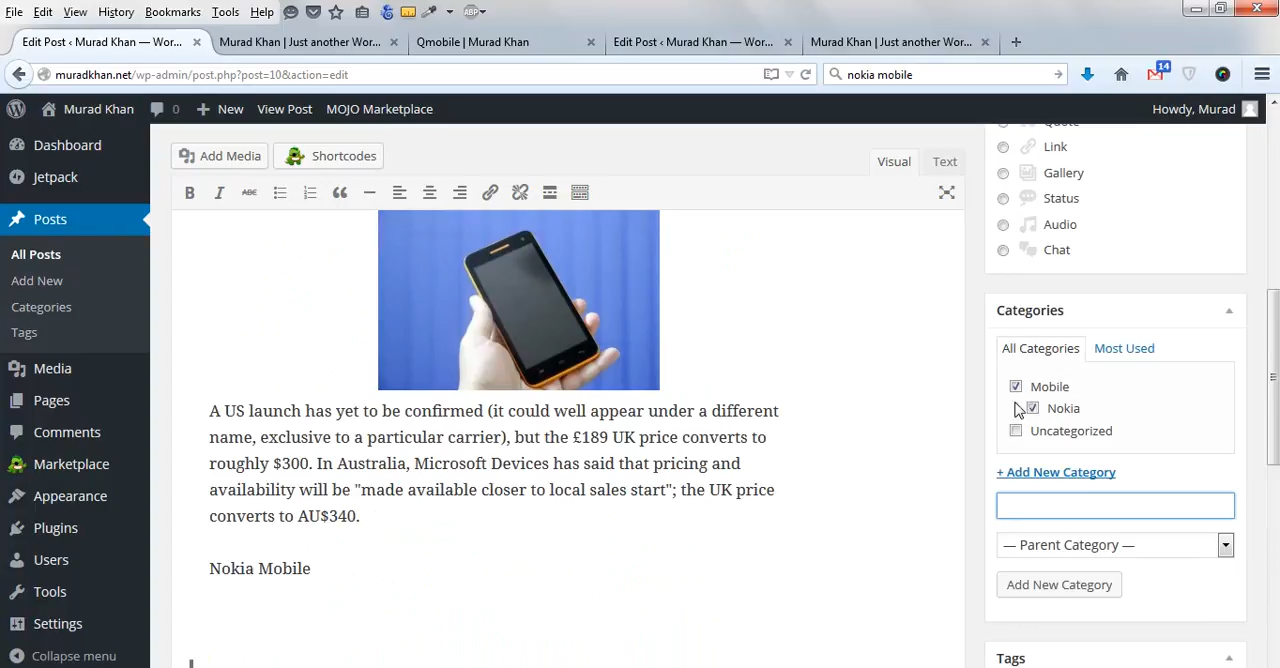 File Edit View History Bookmarks Tools Help ABP
Edit Post ‹ Murad Khan — Wor... × Murad Khan | Just another Wor... × Qmobile | Murad Khan × Edit Post ‹ Murad Khan — Wor... × Murad Khan | Just another Wor... × +
muradkhan.net/wp-admin/post.php?post=10&action=edit nokia mobile 14
Murad Khan 0 + New View Post MOJO Marketplace Howdy, Murad
Dashboard
Jetpack
Posts
All Posts
Add New
Categories
Tags
Media
Pages
Comments
Marketplace
Appearance
Plugins
Users
Tools
Settings
Collapse menu
Add Media Shortcodes
Visual Text
B I ABC
A US launch has yet to be confirmed (it could well appear under a different
name, exclusive to a particular carrier), but the £189 UK price converts to
roughly $300. In Australia, Microsoft Devices has said that pricing and
availability will be "made available closer to local sales start"; the UK price
converts to AU$340.
Nokia Mobile
Quote
Link
Gallery
Status
Audio
Chat
Categories
All Categories Most Used
Mobile
Nokia
Uncategorized
+ Add New Category
— Parent Category —
Add New Category
Tags